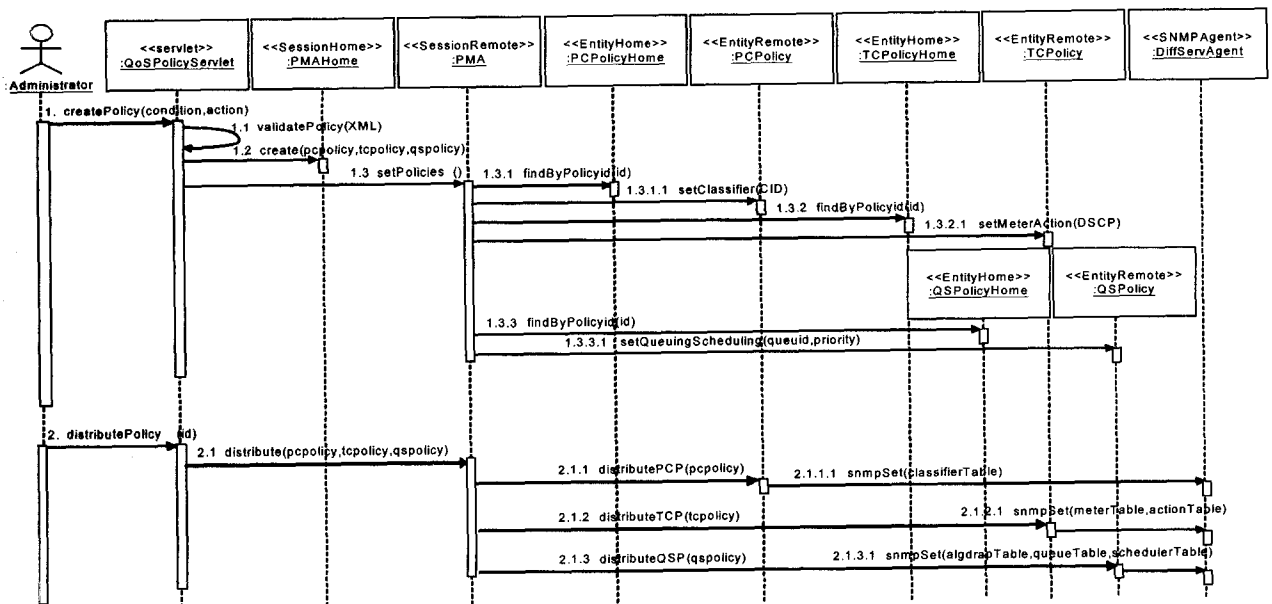 <<servlet>>
:QoSPolicyServlet
<<SessionHome>>
:PMAHome
<<SessionRemote>>
:PMA
<<EntityHome>>
:PCPolicyHome
<<EntityRemote>>
:PCPolicy
<<EntityHome>>
:TCPolicyHome
<<EntityRemote>>
:TCPolicy
<<SNMPAgent>>
:DiffServAgent
:Administrator
1. createPolicy(condition,action)
1.1 validatePolicy(XML)
1.2 create(pcpolicy,tcpolicy,qspolicy)
1.3 setPolicies ()
1.3.1 findByPolicyid(id)
1.3.1.1 setClassifier(CID)
1.3.2 findByPolicyid(id)
1.3.2.1 setMeterAction(DSCP)
<<EntityHome>>
:QSPolicyHome
<<EntityRemote>>
:QSPolicy
1.3.3 findByPolicyid(id)
1.3.3.1 setQueuingScheduling(queuid,priority)
2. distributePolicy (id)
2.1 distribute(pcpolicy,tcpolicy,qspolicy)
2.1.1 distributePCP(pcpolicy)
2.1.1.1 snmpSet(classifierTable)
2.1.2 distributeTCP(tcpolicy)
2.1.2.1 snmpSet(meterTable,actionTable)
2.1.3 distributeQSP(qspolicy)
2.1.3.1 snmpSet(algdropTable,queueTable,schedulerTable)